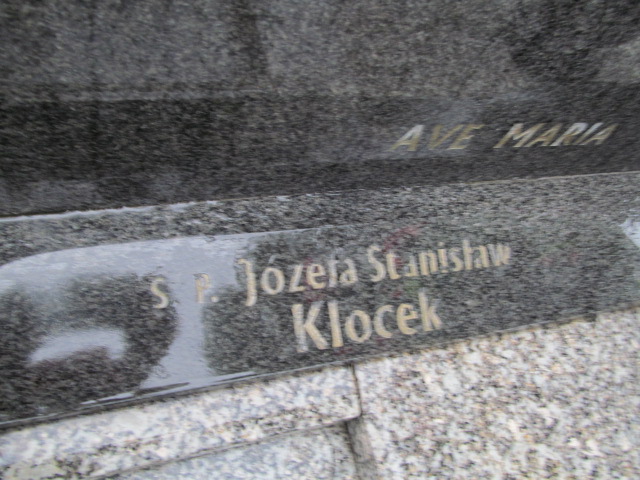 AVE MARIA
Ś. P. Józefa Stanisław
Klocek